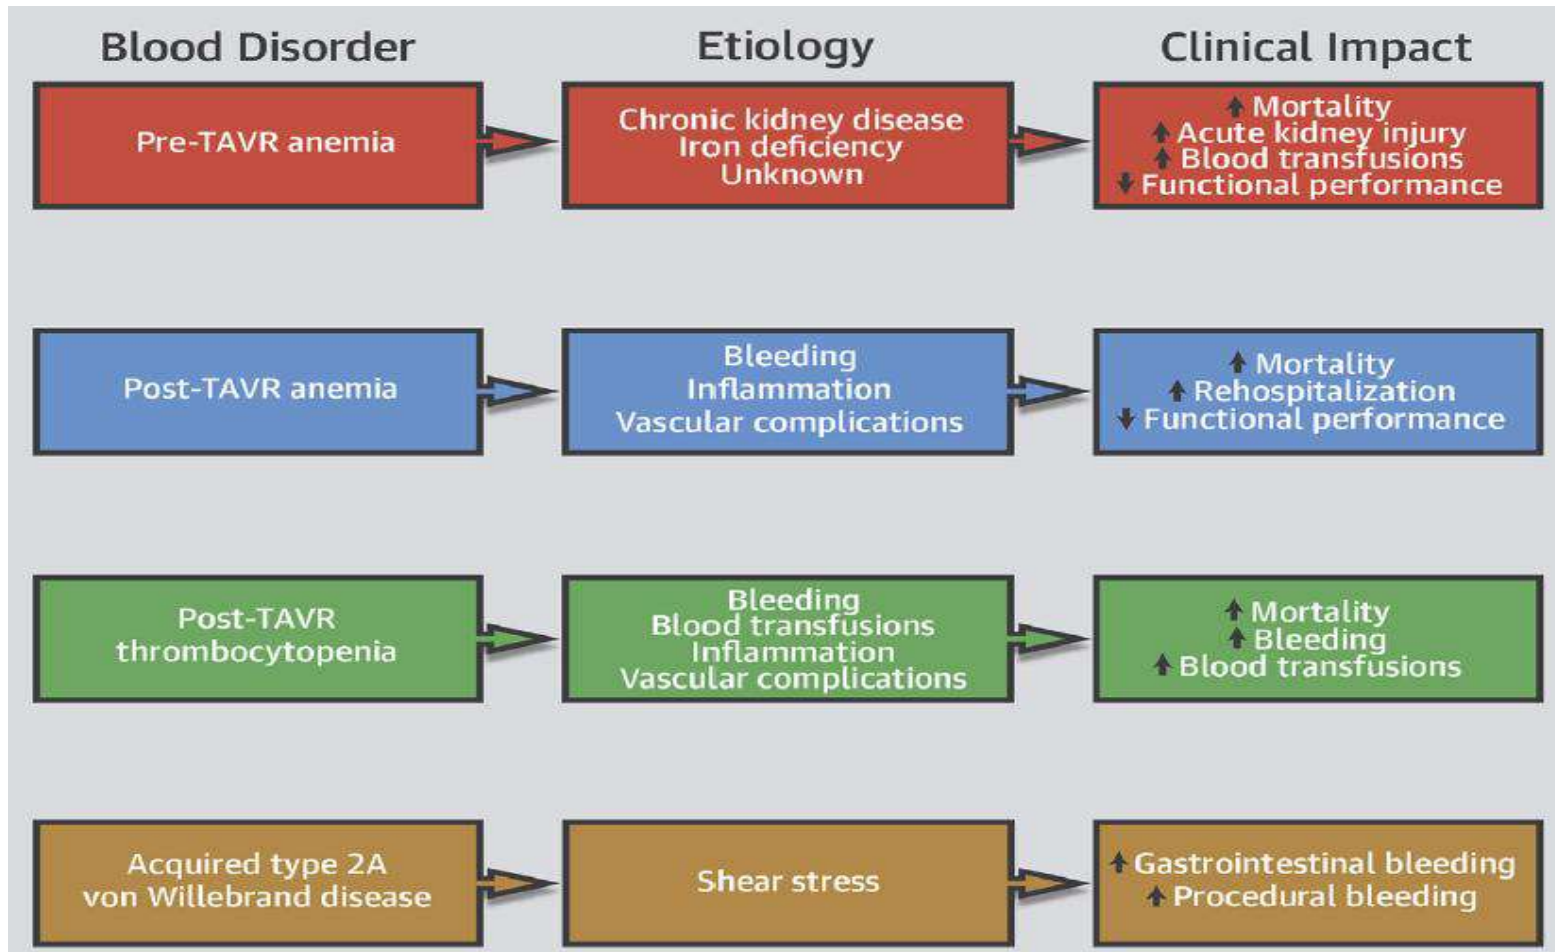 Blood Disorder
Etiology
Clinical Impact
Pre-TAVR anemia
Chronic kidney disease
Iron deficiency
Unknown
↑ Mortality
↑ Acute kidney injury
↑ Blood transfusions
↓ Functional performance
Post-TAVR anemia
Bleeding
Inflammation
Vascular complications
↑ Mortality
↑ Rehospitalization
↓ Functional performance
Post-TAVR
thrombocytopenia
Bleeding
Blood transfusions
Inflammation
Vascular complications
↑ Mortality
↑ Bleeding
↑ Blood transfusions
Acquired type 2A
von Willebrand disease
Shear stress
↑ Gastrointestinal bleeding
↑ Procedural bleeding